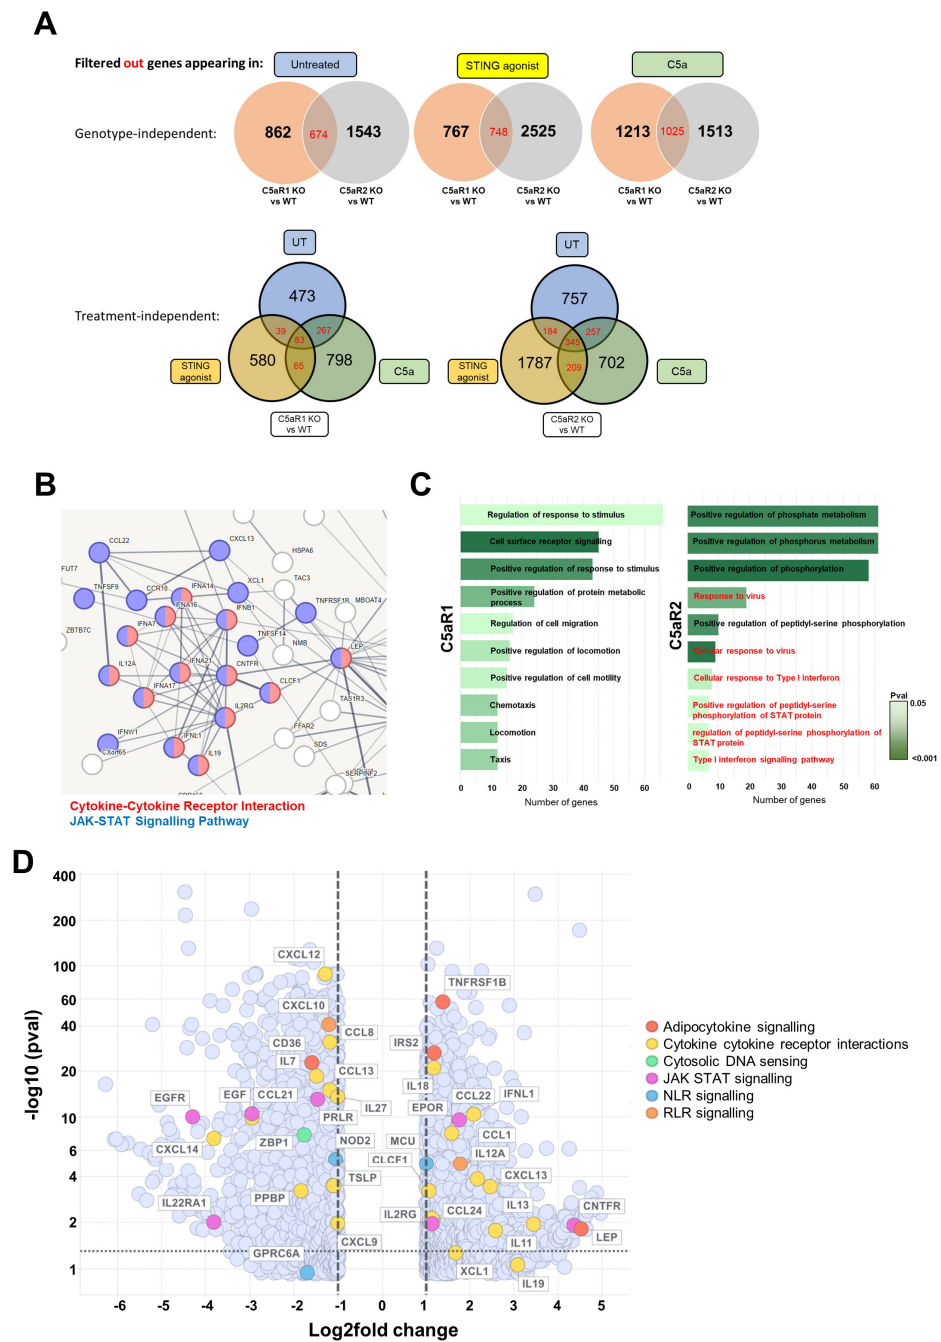 A
Filtered out genes appearing in:
Untreated
STING agonist
C5a
Genotype-independent:
862
674
1543
767
748
2525
1213
1025
1513
C5aR1 KO
vs WT
C5aR2 KO
vs WT
C5aR1 KO
vs WT
C5aR2 KO
vs WT
C5aR1 KO
vs WT
C5aR2 KO
vs WT
UT
UT
Treatment-independent:
473
39
267
83
580
65
798
STING
agonist
C5a
C5aR1 KO
vs WT
757
184
257
345
1787
209
702
STING
agonist
C5a
C5aR2 KO
vs WT
B
CCL22
CXCL13
HSPA6
FUT7
TNFSF9
CCR10
IFNA14
XCL1
TAC3
IFNA16
IFNB1
TNFRSF1B
MBOAT4
ZBTB7C
IFNA7
TNFSF14
NMB
LEP
IL12A
IFNA21
CNTFR
IFNA17
CLCF1
IL2RG
TAS1R3
IFNW1
IFNL1
FFAR2
CXorf65
IL19
SDS
SERPINF2
Cytokine-Cytokine Receptor Interaction
JAK-STAT Signalling Pathway
C
C5aR1
Regulation of response to stimulus
Cell surface receptor signalling
Positive regulation of response to stimulus
Positive regulation of protein metabolic
process
Regulation of cell migration
Positive regulation of locomotion
Positive regulation of cell motility
Chemotaxis
Locomotion
Taxis
0 10 20 30 40 50 60
Number of genes
C5aR2
Positive regulation of phosphate metabolism
Positive regulation of phosphorus metabolism
Positive regulation of phosphorylation
Response to virus
Positive regulation of peptidyl-serine phosphorylation
Cellular response to virus
Cellular response to Type I interferon
Positive regulation of peptidyl-serine
phosphorylation of STAT protein
regulation of peptidyl-serine phosphorylation of
STAT protein
Type I interferon signalling pathway
0 10 20 30 40 50 60
Number of genes
Pval
0.05
<0.001
D
-log10 (pval)
400
200
100
60
40
20
10
6
4
2
1
CXCL12
TNFRSF1B
CXCL10
CCL8
IRS2
CD36
IL7
CCL13
IL18
EGFR
EGF
CCL21
IL27
EPOR
CCL22
IFNL1
PRLR
CXCL14
ZBP1
NOD2
MCU
CCL1
CLCF1
IL12A
TSLP
CXCL13
IL22RA1
PPBP
IL2RG
CCL24
IL13
CNTFR
GPRC6A
CXCL9
IL11
LEP
XCL1
IL19
-6 -5 -4 -3 -2 -1 0 1 2 3 4 5
Log2fold change
Adipocytokine signalling
Cytokine cytokine receptor interactions
Cytosolic DNA sensing
JAK STAT signalling
NLR signalling
RLR signalling